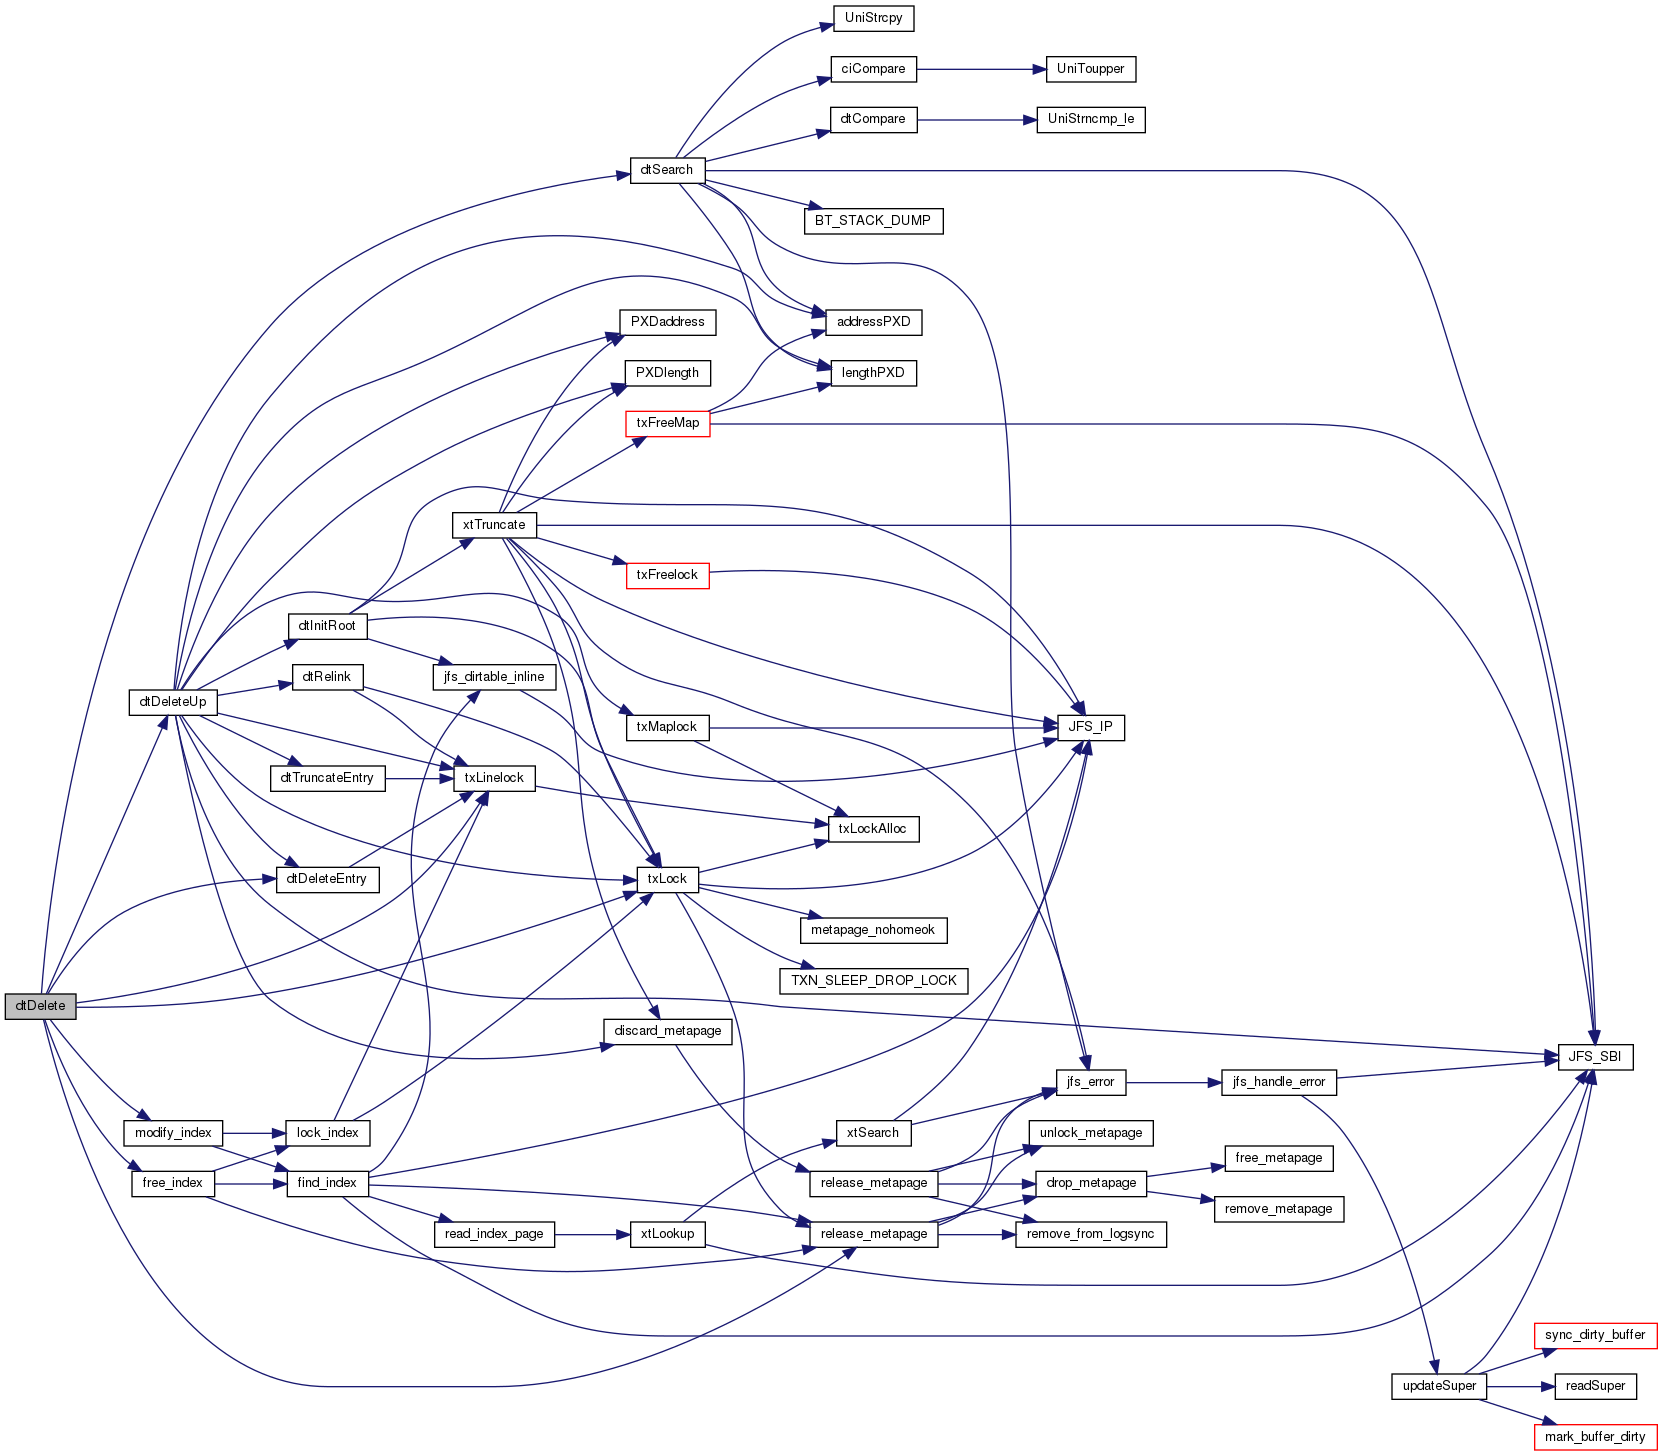 UniStrcpy
ciCompare
UniToupper
dtCompare
UniStrncmp_le
dtSearch
BT_STACK_DUMP
PXDaddress
addressPXD
PXDlength
lengthPXD
txFreeMap
xtTruncate
txFreelock
dtInitRoot
dtRelink
jfs_dirtable_inline
dtDeleteUp
txMaplock
JFS_IP
dtTruncateEntry
txLinelock
txLockAlloc
dtDeleteEntry
txLock
metapage_nohomeok
TXN_SLEEP_DROP_LOCK
dtDelete
discard_metapage
JFS_SBI
jfs_error
jfs_handle_error
modify_index
lock_index
xtSearch
unlock_metapage
free_metapage
free_index
find_index
release_metapage
drop_metapage
remove_metapage
read_index_page
xtLookup
release_metapage
remove_from_logsync
sync_dirty_buffer
updateSuper
readSuper
mark_buffer_dirty